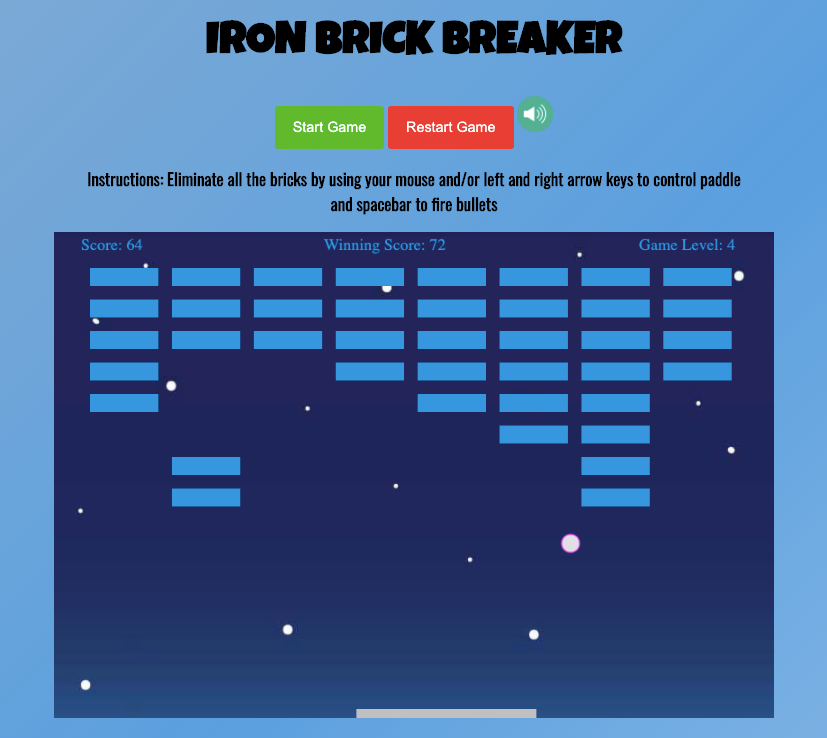 IRON BRICK BREAKER
Start Game
Restart Game
Instructions: Eliminate all the bricks by using your mouse and/or left and right arrow keys to control paddle
and spacebar to fire bullets
Score: 64
Winning Score: 72
Game Level: 4